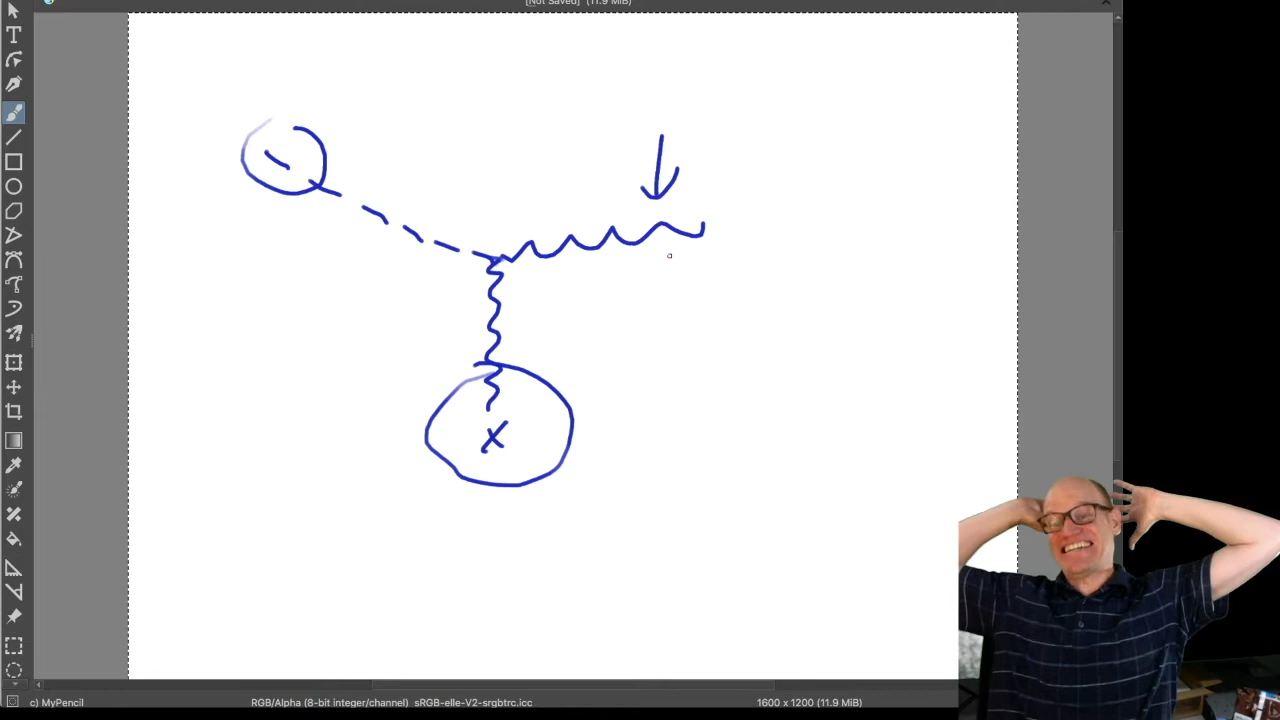 [Not Saved] (11.9 MiB)
X
c) MyPencil
RGB/Alpha (8-bit integer/channel) sRGB-elle-V2-srgbtrc.icc
1600 x 1200 (11.9 MiB)